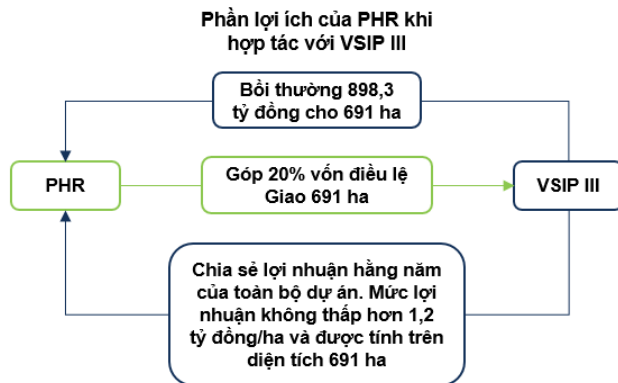 Phần lợi ích của PHR khi
hợp tác với VSIP III
Bồi thường 898,3
tỷ đồng cho 691 ha
PHR
Góp 20% vốn điều lệ
Giao 691 ha
VSIP III
Chia sẻ lợi nhuận hằng năm
của toàn bộ dự án. Mức lợi
nhuận không thấp hơn 1,2
tỷ đồng/ha và được tính trên
diện tích 691 ha